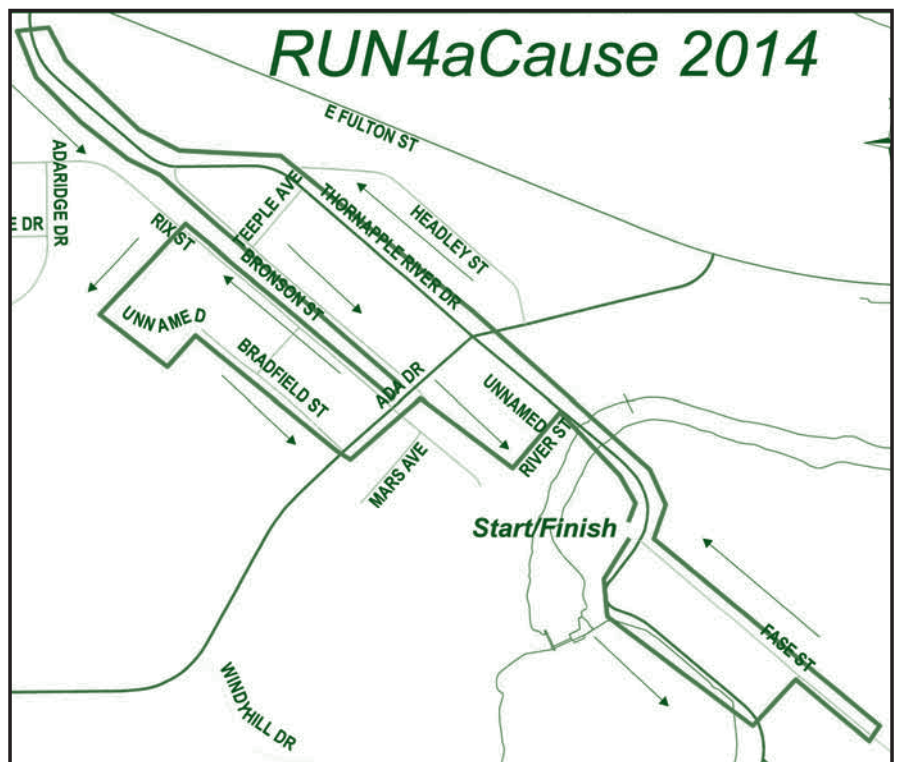 RUN4aCause 2014
E FULTON ST
ADARIDGE DR
E DR
TEEPLE AVE
THORNAPPLE RIVER DR
HEADLEY ST
RIX ST
BRONSON ST
UNNAMED
BRADFIELD ST
ADA DR
UNNAMED
RIVER ST
MARS AVE
Start/Finish
FASE ST
WINDYHILL DR